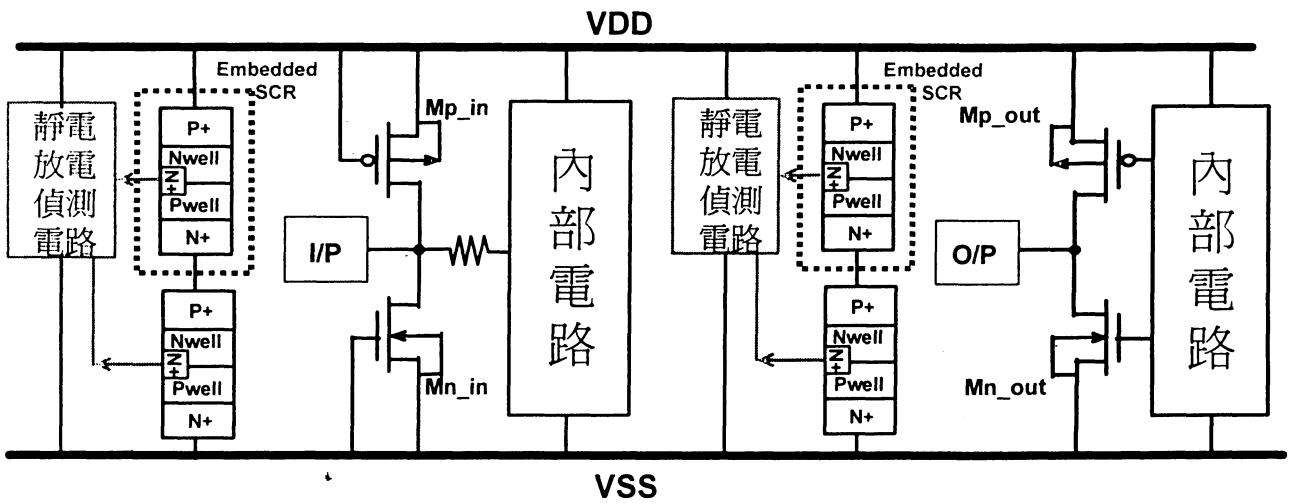 VDD
Embedded
SCR
靜電
放電
偵測
電路
P+
Nwell
N+
Pwell
N+
P+
Nwell
N+
Pwell
N+
Mp_in
I/P
Mn_in
內
部
電
路
Embedded
SCR
靜電
放電
偵測
電路
P+
Nwell
N+
Pwell
N+
P+
Nwell
N+
Pwell
N+
Mp_out
O/P
Mn_out
內
部
電
路
VSS